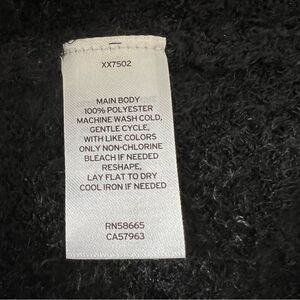 XX7502
MAIN BODY
100% POLYESTER
MACHINE WASH COLD,
GENTLE CYCLE,
WITH LIKE COLORS
ONLY NON-CHLORINE
BLEACH IF NEEDED
RESHAPE,
LAY FLAT TO DRY
COOL IRON IF NEEDED
RN58665
CA57963